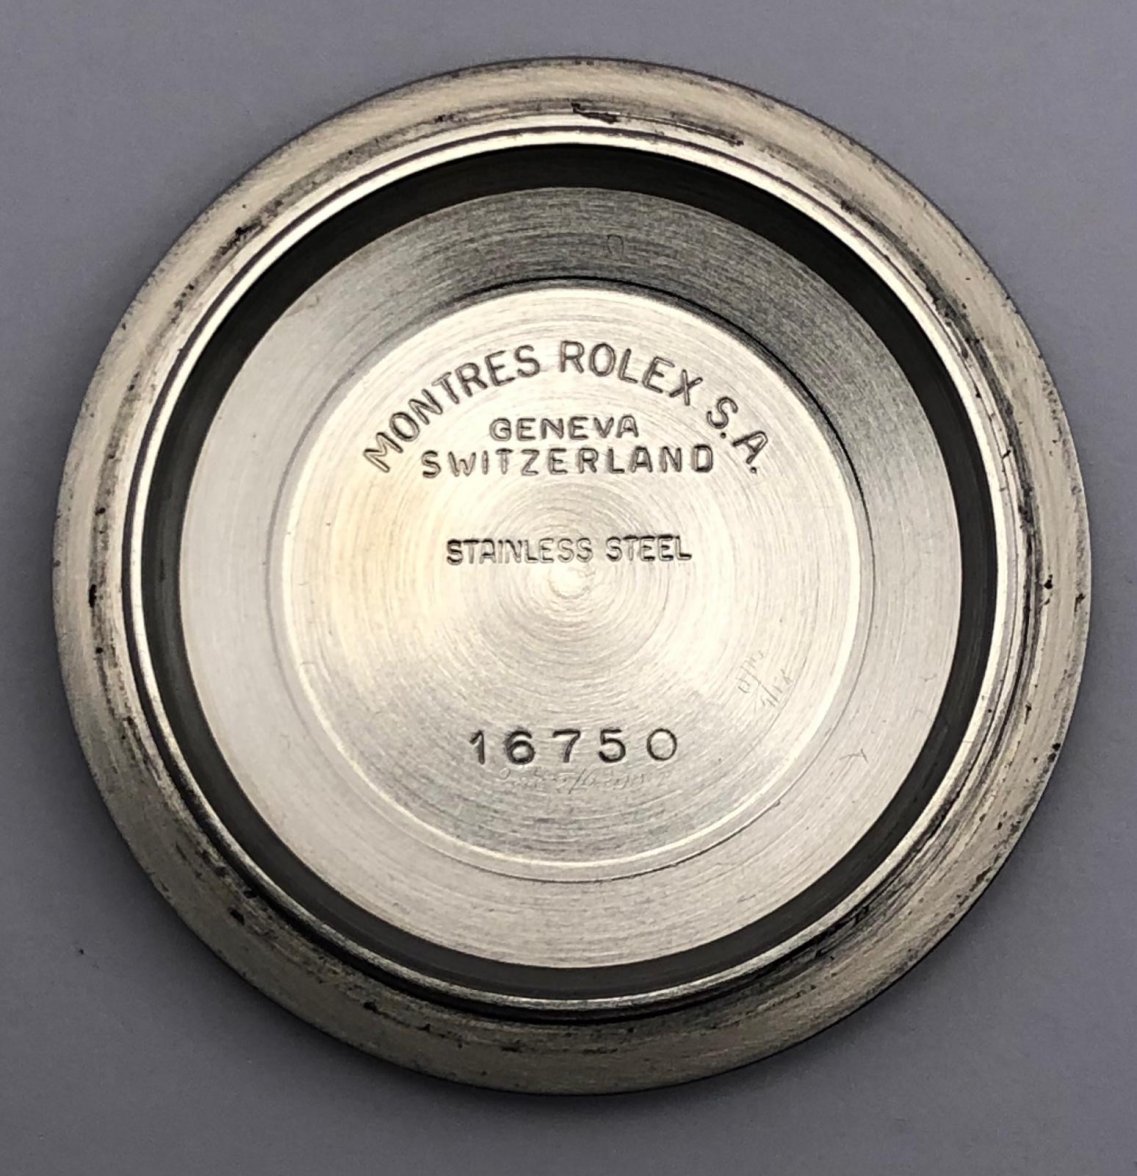 MONTRES ROLEX S.A.
GENEVA
SWITZERLAND
STAINLESS STEEL
16750